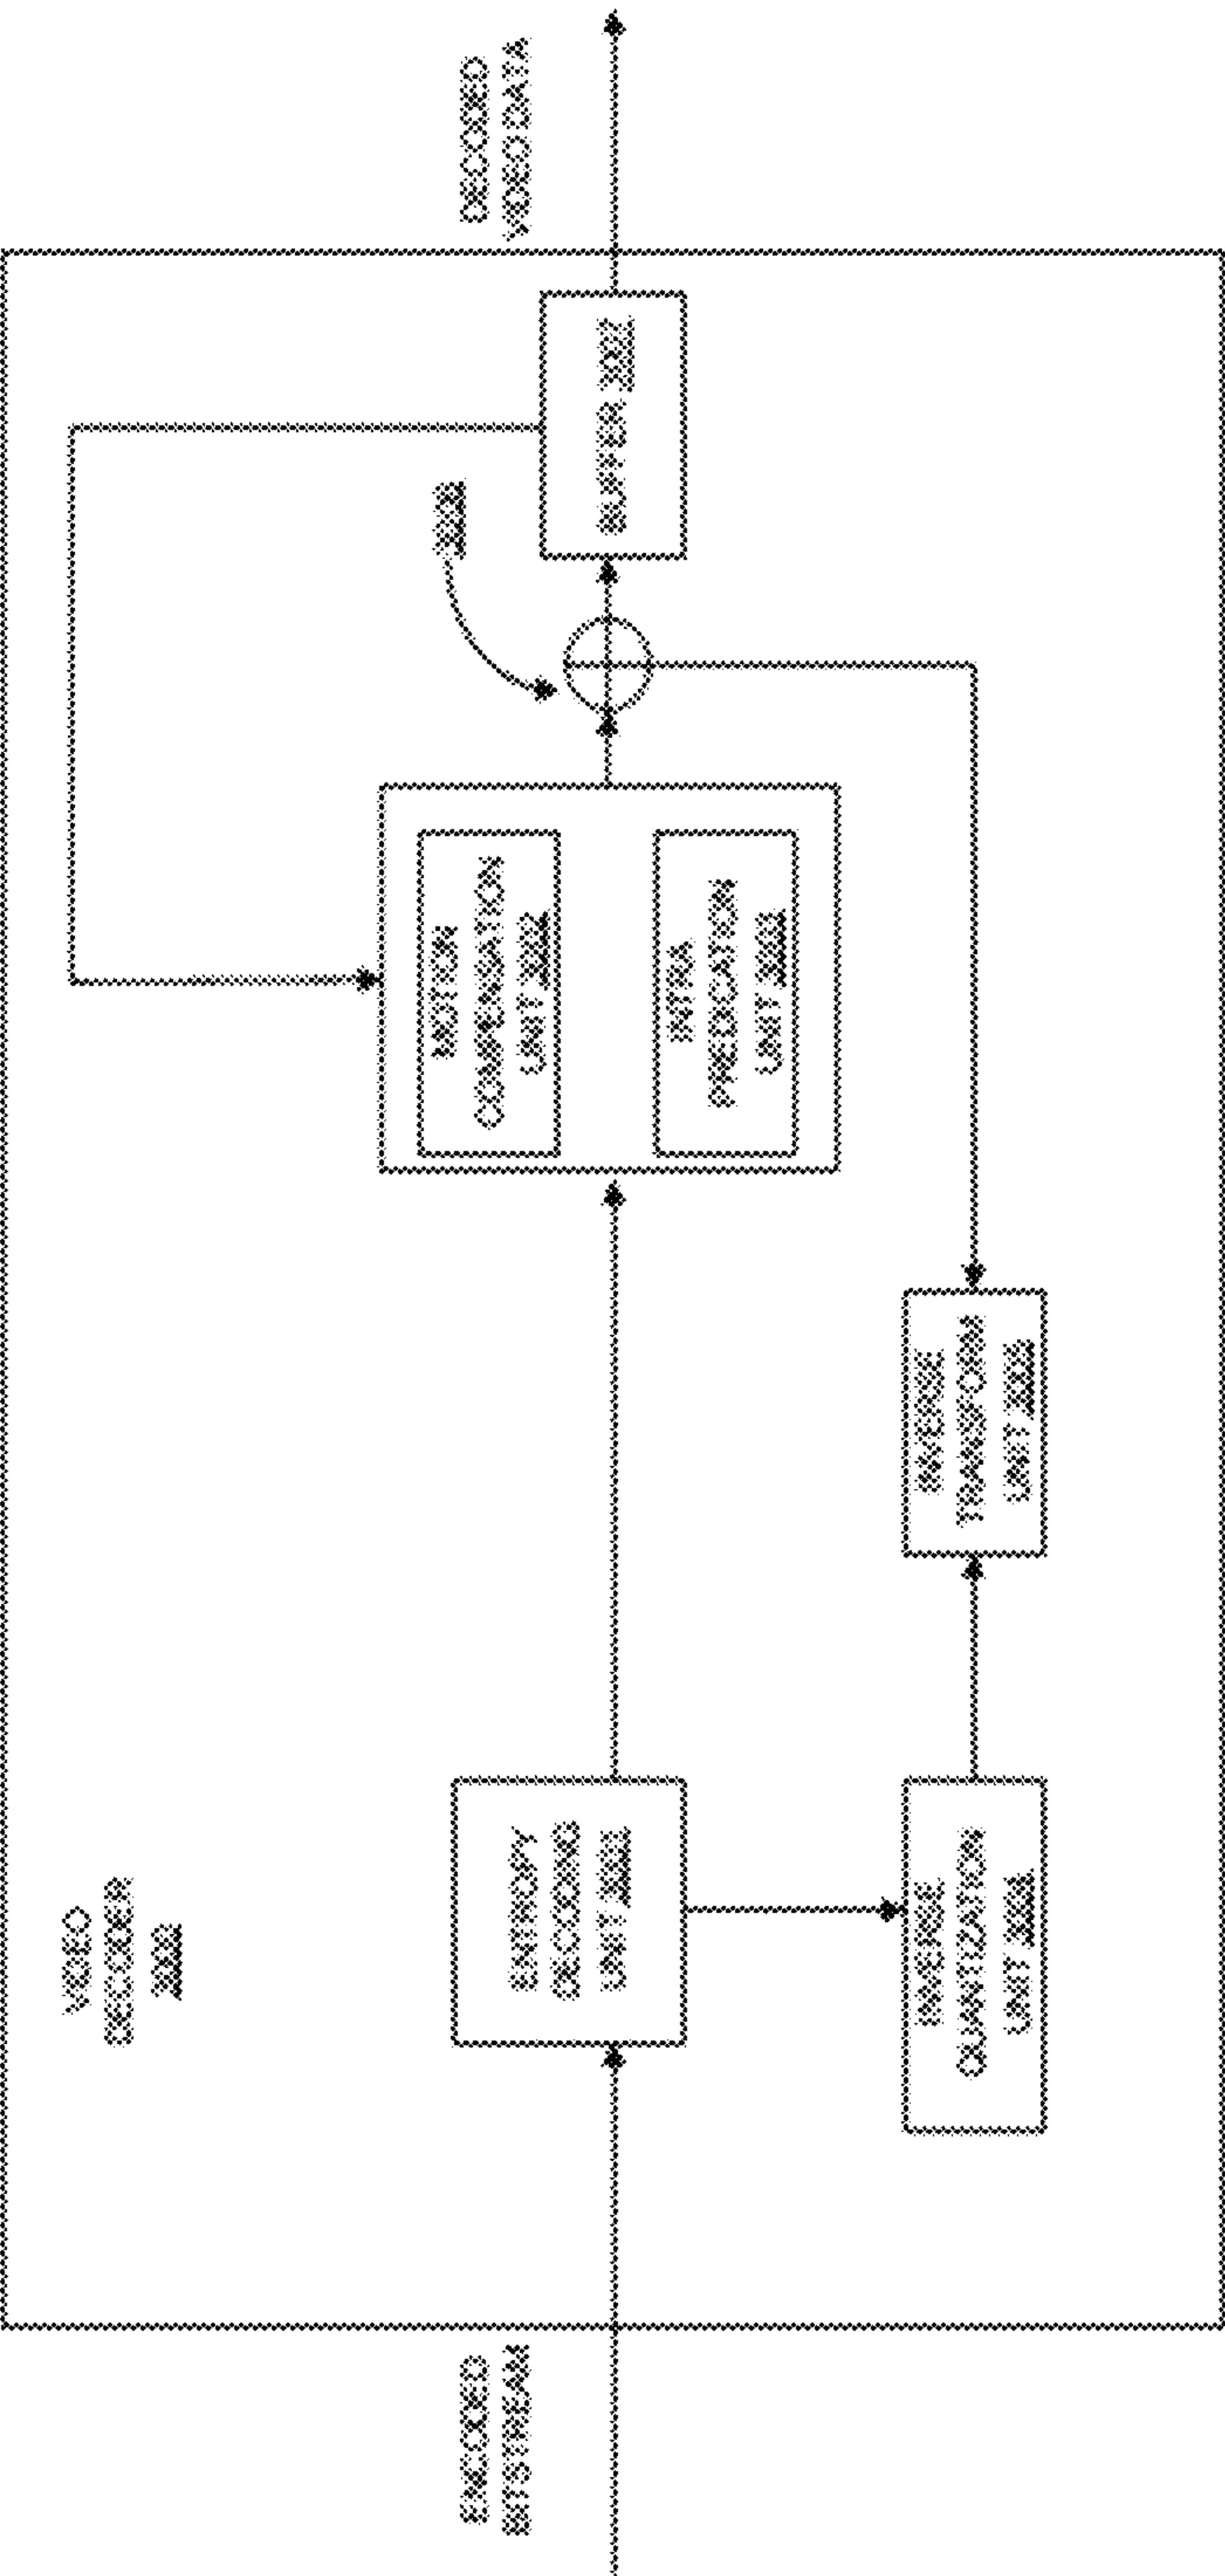 VIDEO
DECODER
ENCODED
BITSTREAM
ENTROPY
DECODING
UNIT
INVERSE
QUANTIZATION
UNIT
INVERSE
TRANSFORM
UNIT
MOTION
COMPENSATION
UNIT
INTRA
PREDICATION
UNIT
BUFFER
DECODED
VIDEO DATA